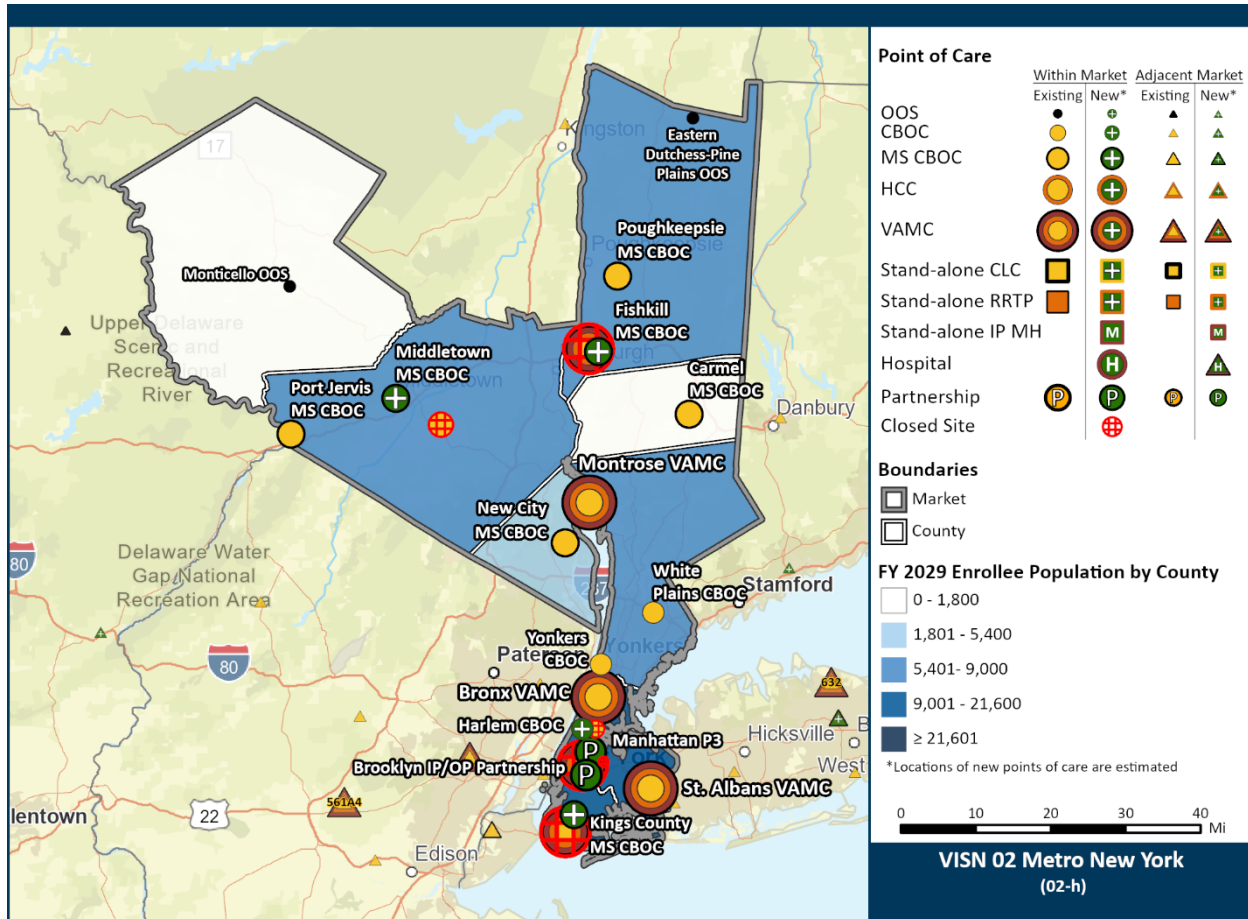 Kingston
17
Eastern
Dutchess-Pine
Plains OOS
Poughkeepsie
MS CBOC
Poughkeepsie
Monticello OOS
Upper Delaware
Scenic and
Recreational
River
Fishkill
MS CBOC
Middletown
MS CBOC
Middletown
Port Jervis
MS CBOC
Carmel
MS CBOC
Danbury
Montrose VAMC
New City
MS CBOC
80
Delaware Water
Gap National
Recreation Area
287
White
Plains CBOC
Stamford
Yonkers
Yonkers
CBOC
Paterson
80
Bronx VAMC
632
Harlem CBOC
Manhattan P3
P
Hicksville
Brooklyn IP/OP Partnership
P
West
St. Albans VAMC
561A4
lentown
22
Kings County
MS CBOC
Edison
Point of Care
Within Market Adjacent Market
Existing New* Existing New*
OOS
CBOC
MS CBOC
HCC
VAMC
Stand-alone CLC
Stand-alone RRTP
Stand-alone IP MH M M
Hospital H H
Partnership P P P P
Closed Site
Boundaries
Market
County
FY 2029 Enrollee Population by County
0 - 1,800
1,801 - 5,400
5,401- 9,000
9,001 - 21,600
≥ 21,601
*Locations of new points of care are estimated
0 10 20 30 40
Mi
VISN 02 Metro New York
(02-h)